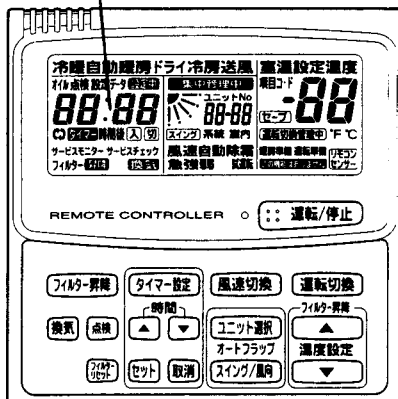 冷暖自動暖房ドライ冷房送風 室温設定温度
オイル点検 設定データ 項目コード
88:88 ユニットNo 88-88 -88
セーブ
タイマー時間後 入 切 スイング 系統 室内 運転切換管理中 °F °C
サービスモニター サービスチェック 風速自動除霜 リモコン
フィルター 急強弱 センサー
REMOTE CONTROLLER 運転/停止
フィルター昇降 タイマー設定 風速切換 運転切換
時間 フィルター昇降
換気 点検 ▲ ▼ ユニット選択 ▲
オートフラップ 温度設定
フィルターリセット セット 取消 スイング/風向 ▼